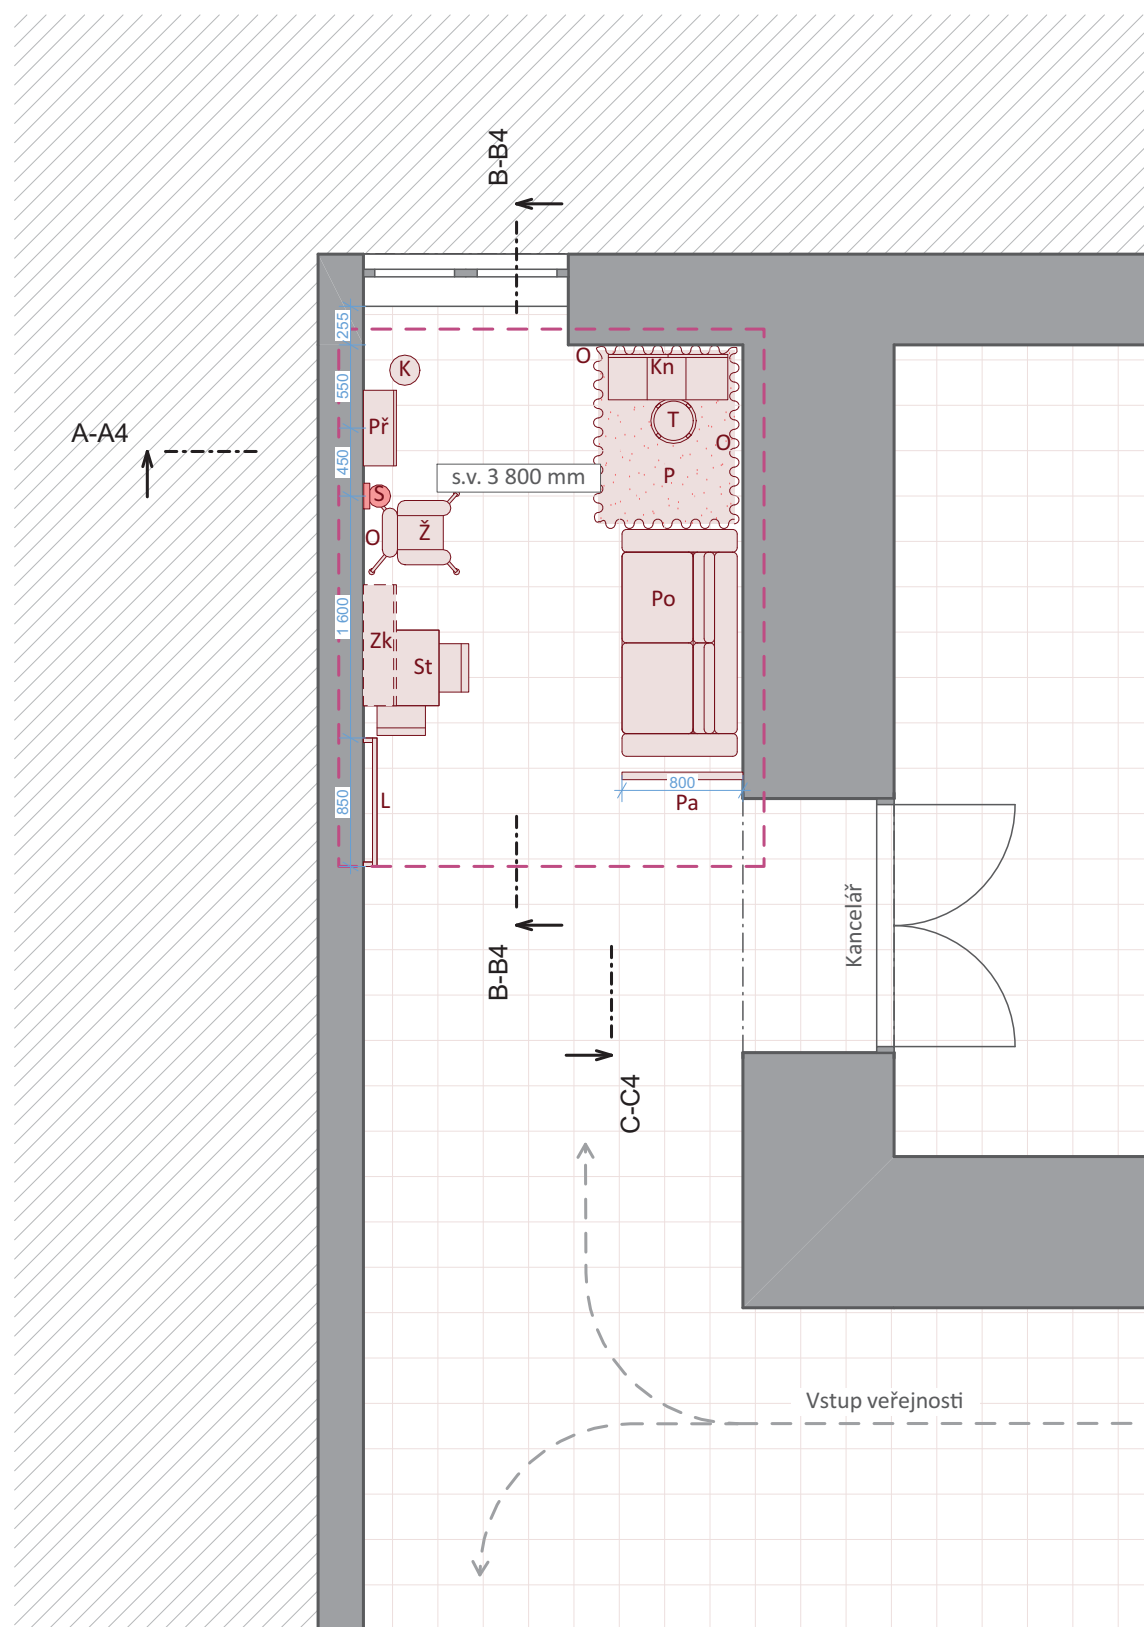 B-B4
255
O
K
Kn
550
T
Př
A-A4
O
450
s.v. 3 800 mm
P
S
O
Ž
Po
1 600
Zk
St
800
850
L
Pa
Kancelář
B-B4
C-C4
Vstup veřejnosti